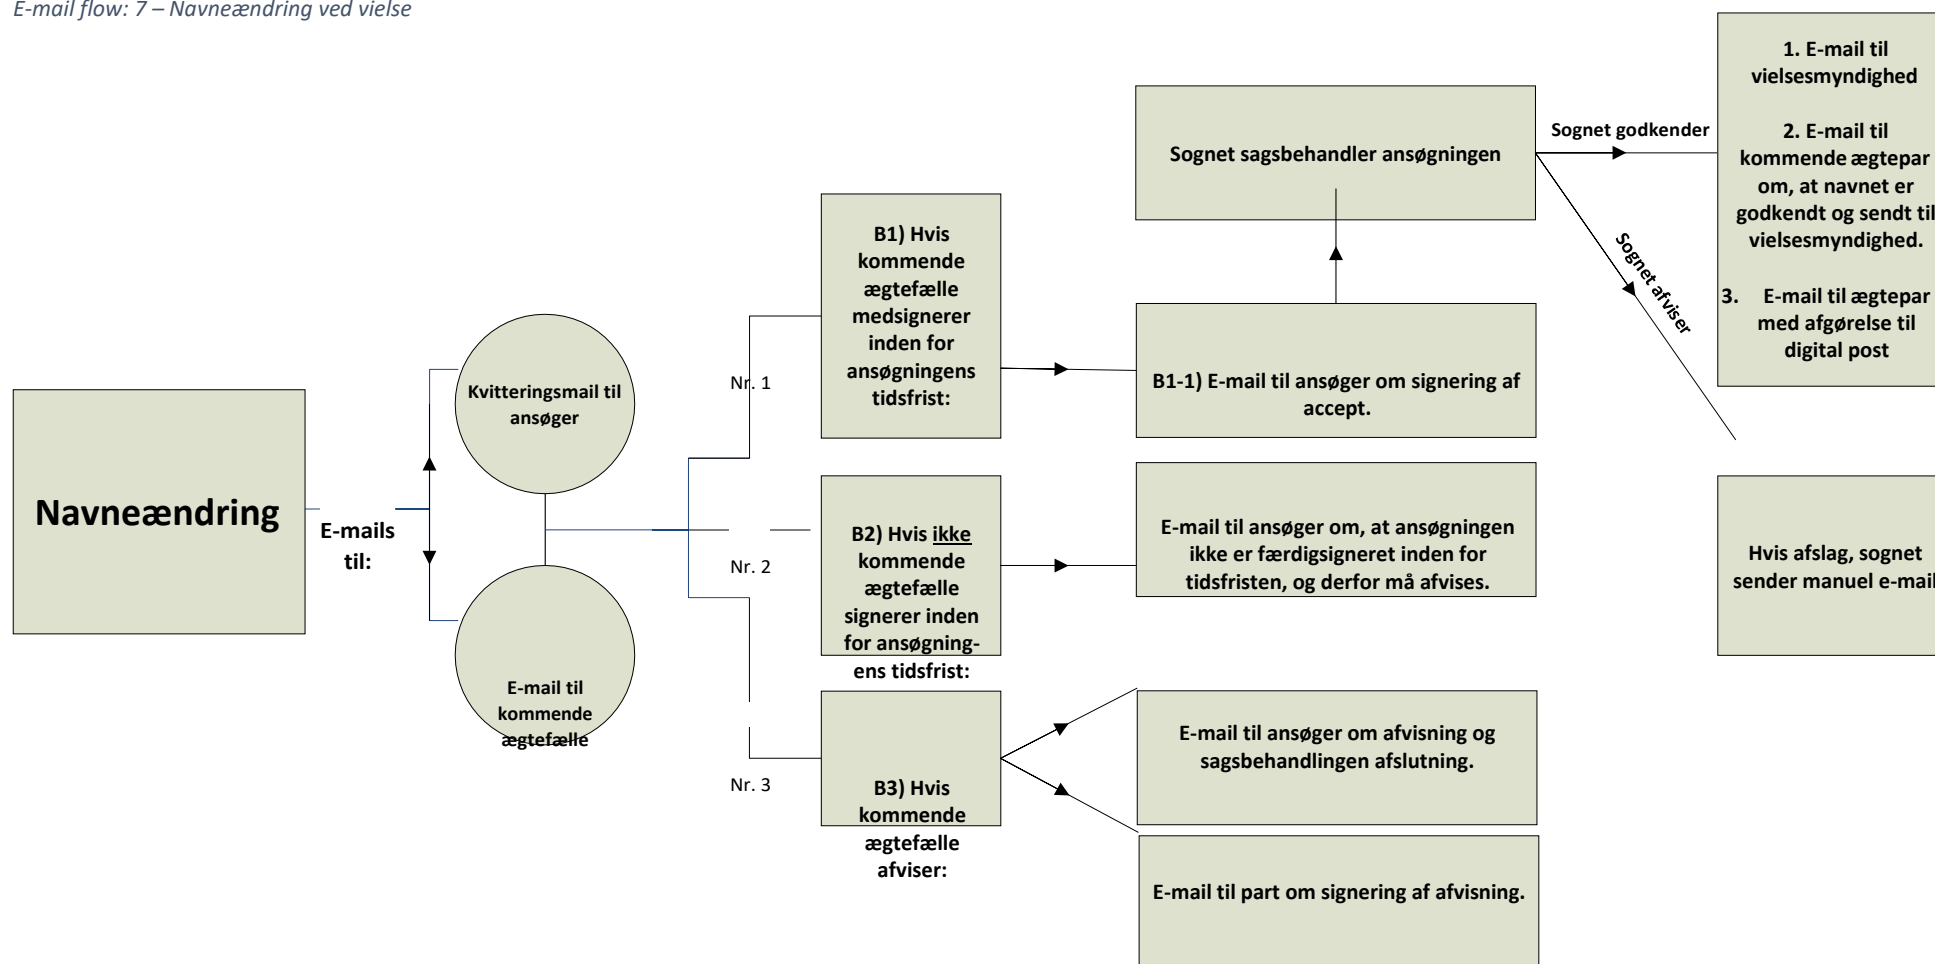 E-mail flow: 7 – Navneændring ved vielse
Navneændring
E-mails
til:
Kvitteringsmail til
ansøger
E-mail til
kommende
ægtefælle
Nr. 1
Nr. 2
Nr. 3
B1) Hvis
kommende
ægtefælle
medsignerer
inden for
ansøgningens
tidsfrist:
B1-1) E-mail til ansøger om signering af
accept.
Sognet sagsbehandler ansøgningen
Sognet godkender
Sognet afviser
1. E-mail til
vielsesmyndighed
2. E-mail til
kommende ægtepar
om, at navnet er
godkendt og sendt til
vielsesmyndighed.
3. E-mail til ægtepar
med afgørelse til
digital post
Hvis afslag, sognet
sender manuel e-mail
B2) Hvis ikke
kommende
ægtefælle
signerer inden
for ansøgning-
ens tidsfrist:
E-mail til ansøger om, at ansøgningen
ikke er færdigsigneret inden for
tidsfristen, og derfor må afvises.
B3) Hvis
kommende
ægtefælle
afviser:
E-mail til ansøger om afvisning og
sagsbehandlingen afslutning.
E-mail til part om signering af afvisning.